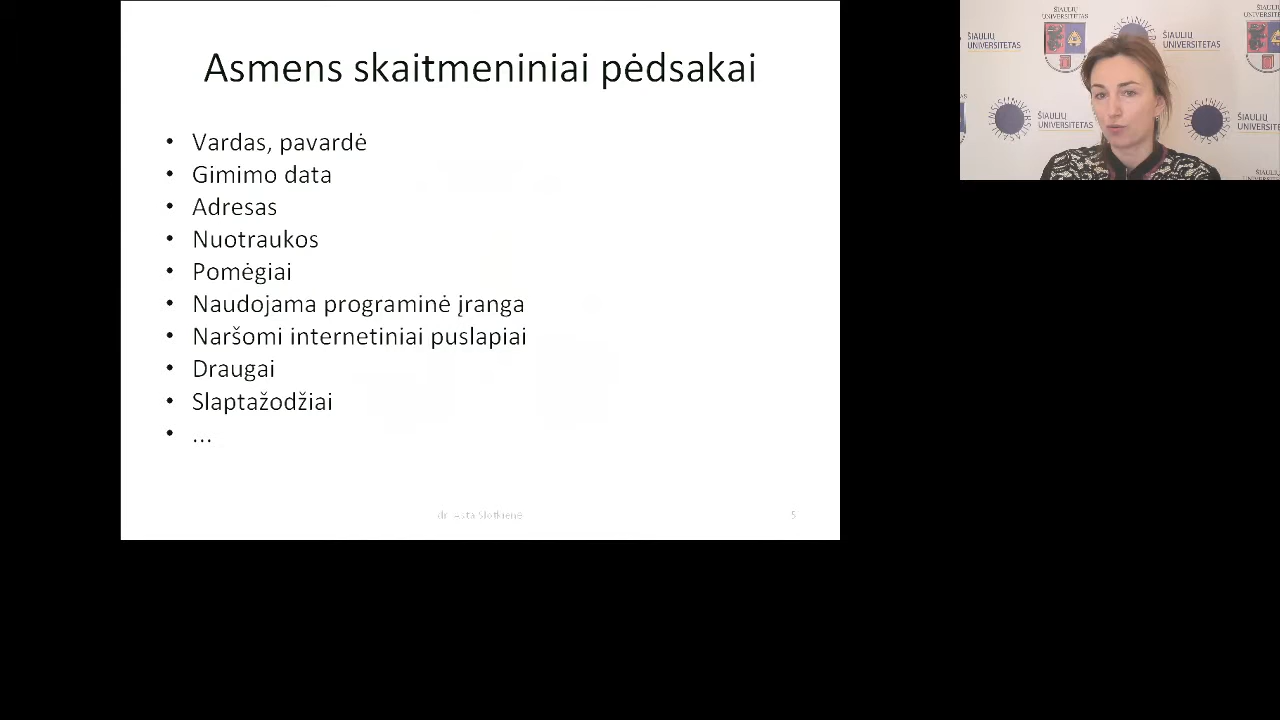 Asmens skaitmeniniai pėdsakai
• Vardas, pavardė
• Gimimo data
• Adresas
• Nuotraukos
• Pomėgiai
• Naudojama programinė įranga
• Naršomi internetiniai puslapiai
• Draugai
• Slaptažodžiai
• ...
dr. Asta Slotkienė
5
ŠIAULIŲ
UNIVERSITETAS
ŠIAULIŲ
UNIVERSITETAS
ŠIAULIŲ
UNIVERSITETAS
ŠIAULIŲ
UNIVERSITETAS